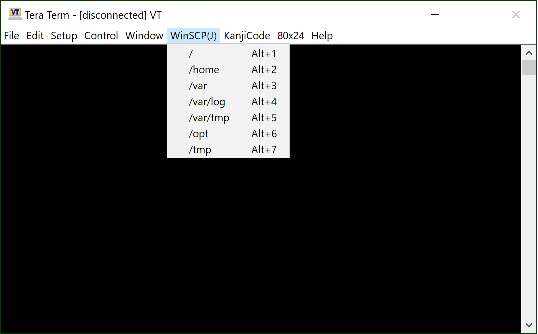 VT Tera Term - [disconnected] VT
File Edit Setup Control Window WinSCP(J) KanjiCode 80x24 Help
/ Alt+1
/home Alt+2
/var Alt+3
/var/log Alt+4
/var/tmp Alt+5
/opt Alt+6
/tmp Alt+7